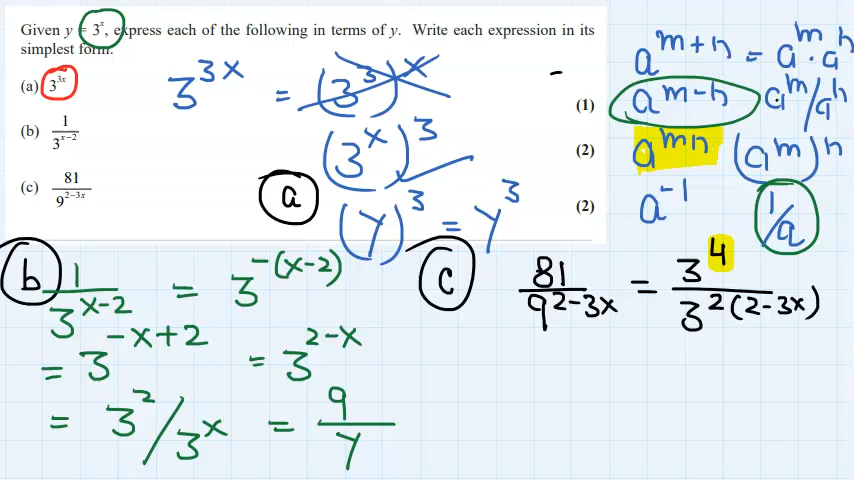 Given y = 3^x, express each of the following in terms of y. Write each expression in its
simplest form.
(a) 3^{3x}
(1)
(b) 1/3^{x-2}
(2)
(c) 81/9^{2-3x}
(2)
3^{3x} = (3^3)^x
(3^x)^3
(y)^3 = y^3
a
a^{m+n} = a^m · a^n
a^{m-n} a^m/a^n
a^{mn} (a^m)^n
a^{-1} 1/a
b
1/3^{x-2} = 3^{-(x-2)}
= 3^{-x+2} = 3^{2-x}
= 3^2/3^x = 9/y
c
81/9^{2-3x} = 3^4/3^{2(2-3x)}